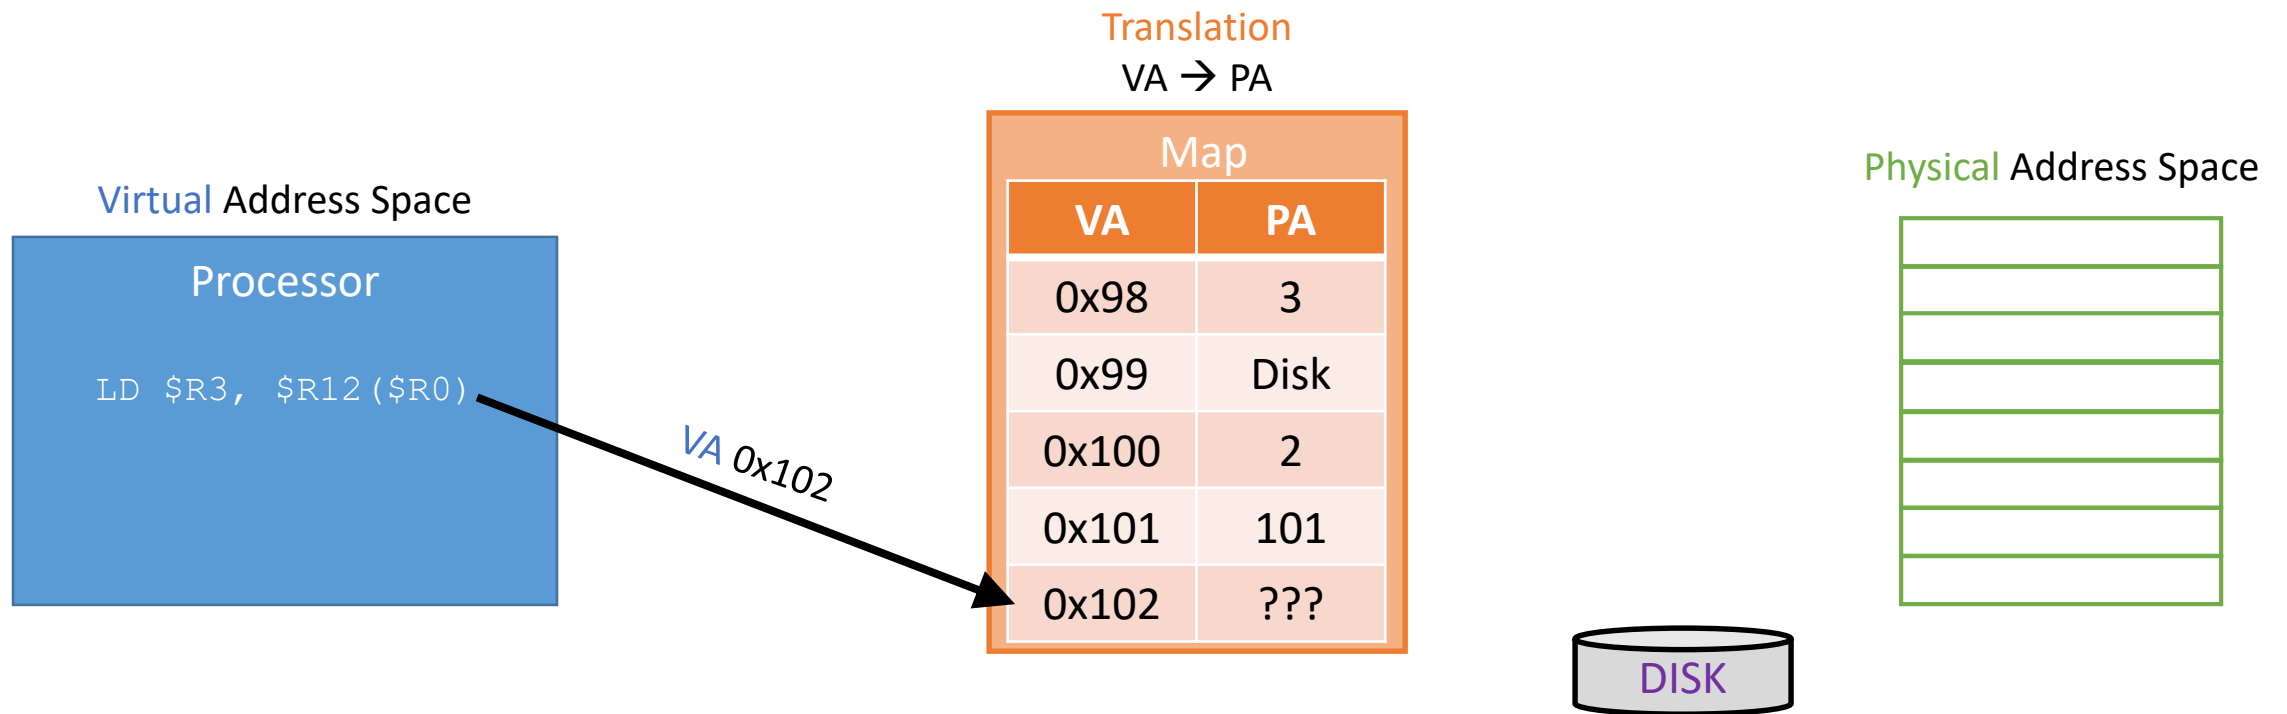 Translation
VA → PA
Map
VA PA
0x98 3
0x99 Disk
0x100 2
0x101 101
0x102 ???
Virtual Address Space
Processor
LD $R3, $R12($R0)
VA 0x102
Physical Address Space
DISK